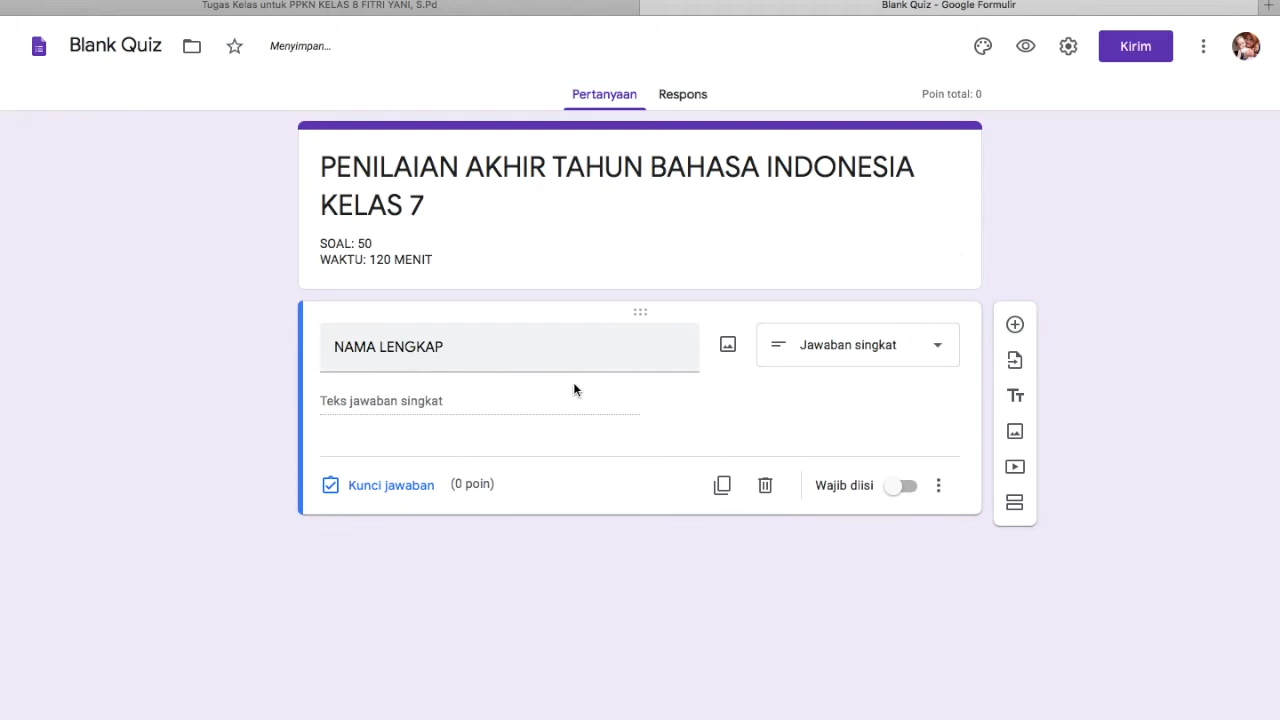 Tugas Kelas untuk PPKN KELAS 8 FITRI YANI, S.Pd
Blank Quiz - Google Formulir
Blank Quiz
Menyimpan...
Kirim
Pertanyaan
Respons
Poin total: 0
PENILAIAN AKHIR TAHUN BAHASA INDONESIA
KELAS 7
SOAL: 50
WAKTU: 120 MENIT
NAMA LENGKAP
Jawaban singkat
Teks jawaban singkat
Kunci jawaban
(0 poin)
Wajib diisi